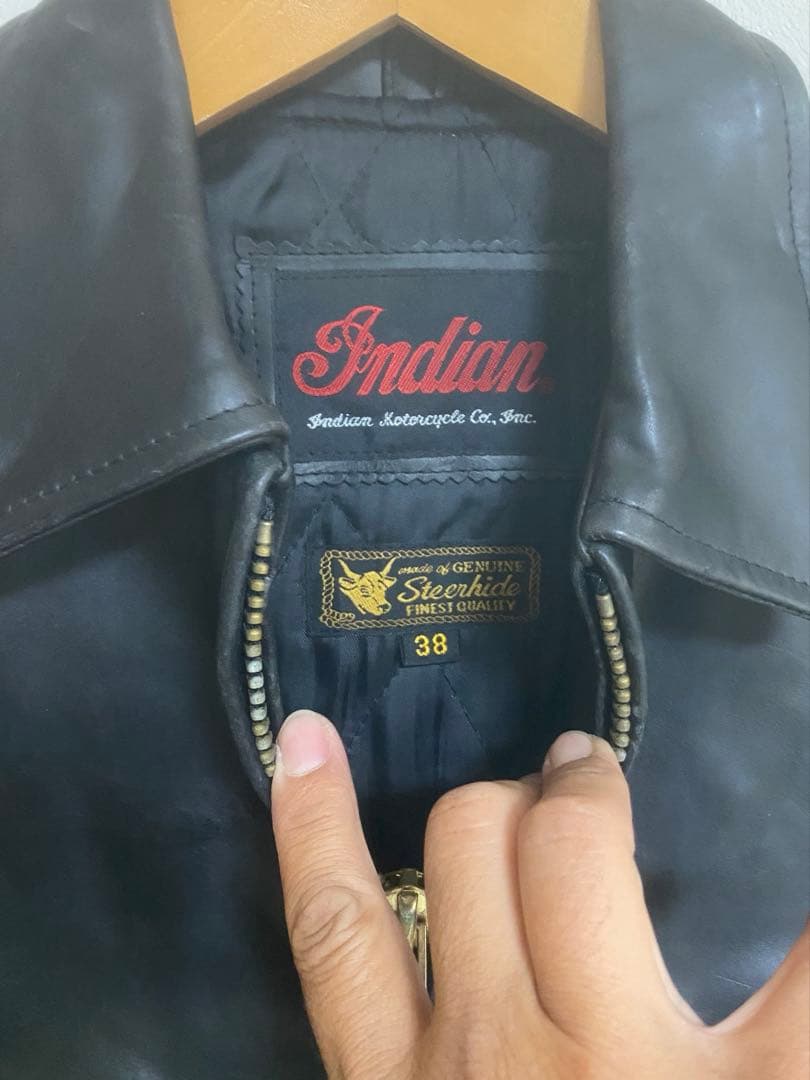 Indian®
Indian Motorcycle Co., Inc.
made of GENUINE
Steerhide
FINEST QUALITY
38